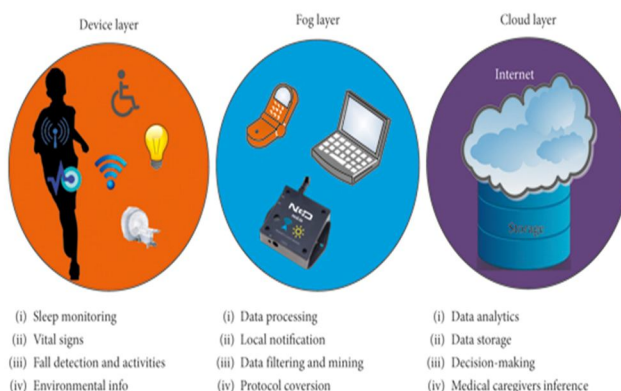 Device layer
Fog layer
Cloud layer
Internet
Storage
(i) Sleep monitoring
(ii) Vital signs
(iii) Fall detection and activities
(iv) Environmental info
(i) Data processing
(ii) Local notification
(iii) Data filtering and mining
(iv) Protocol coversion
(i) Data analytics
(ii) Data storage
(iii) Decision-making
(iv) Medical caregivers inference